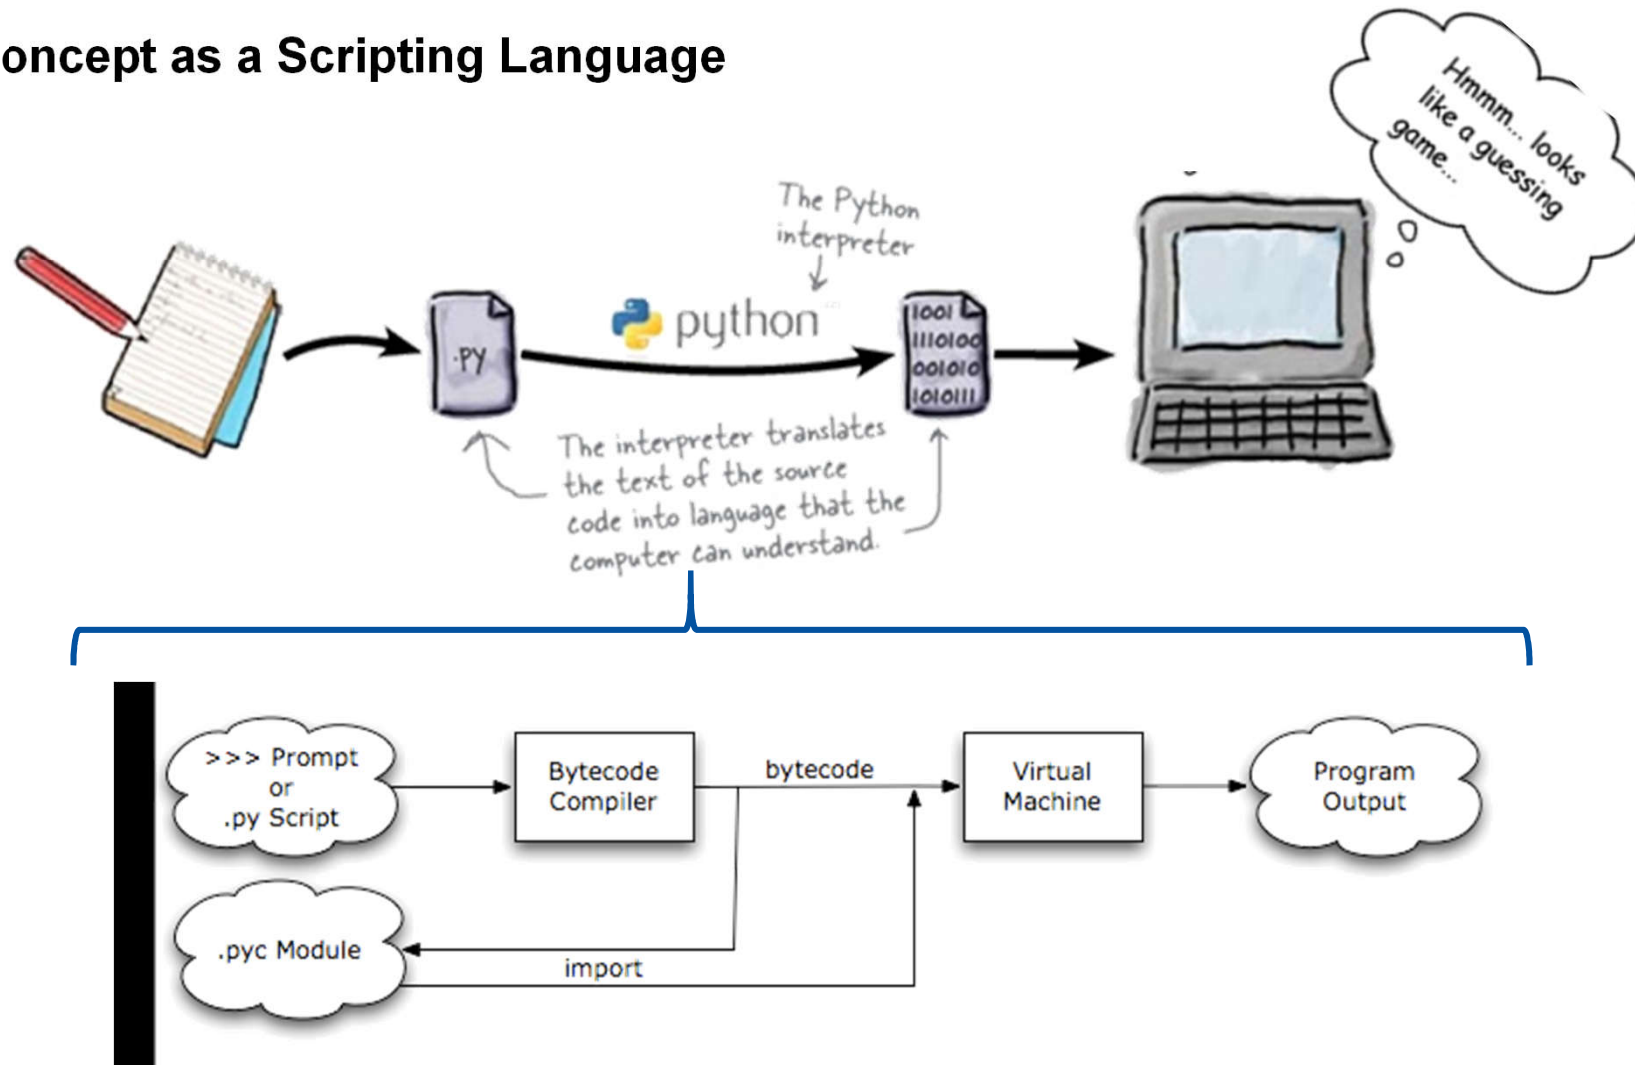 oncept as a Scripting Language
Hmmm... looks
like a guessing
game...
The Python
interpreter
python
.PY
1001
1110100
001010
1010111
The interpreter translates
the text of the source
code into language that the
computer can understand.
>>> Prompt
or
.py Script
Bytecode
Compiler
bytecode
Virtual
Machine
Program
Output
.pyc Module
import